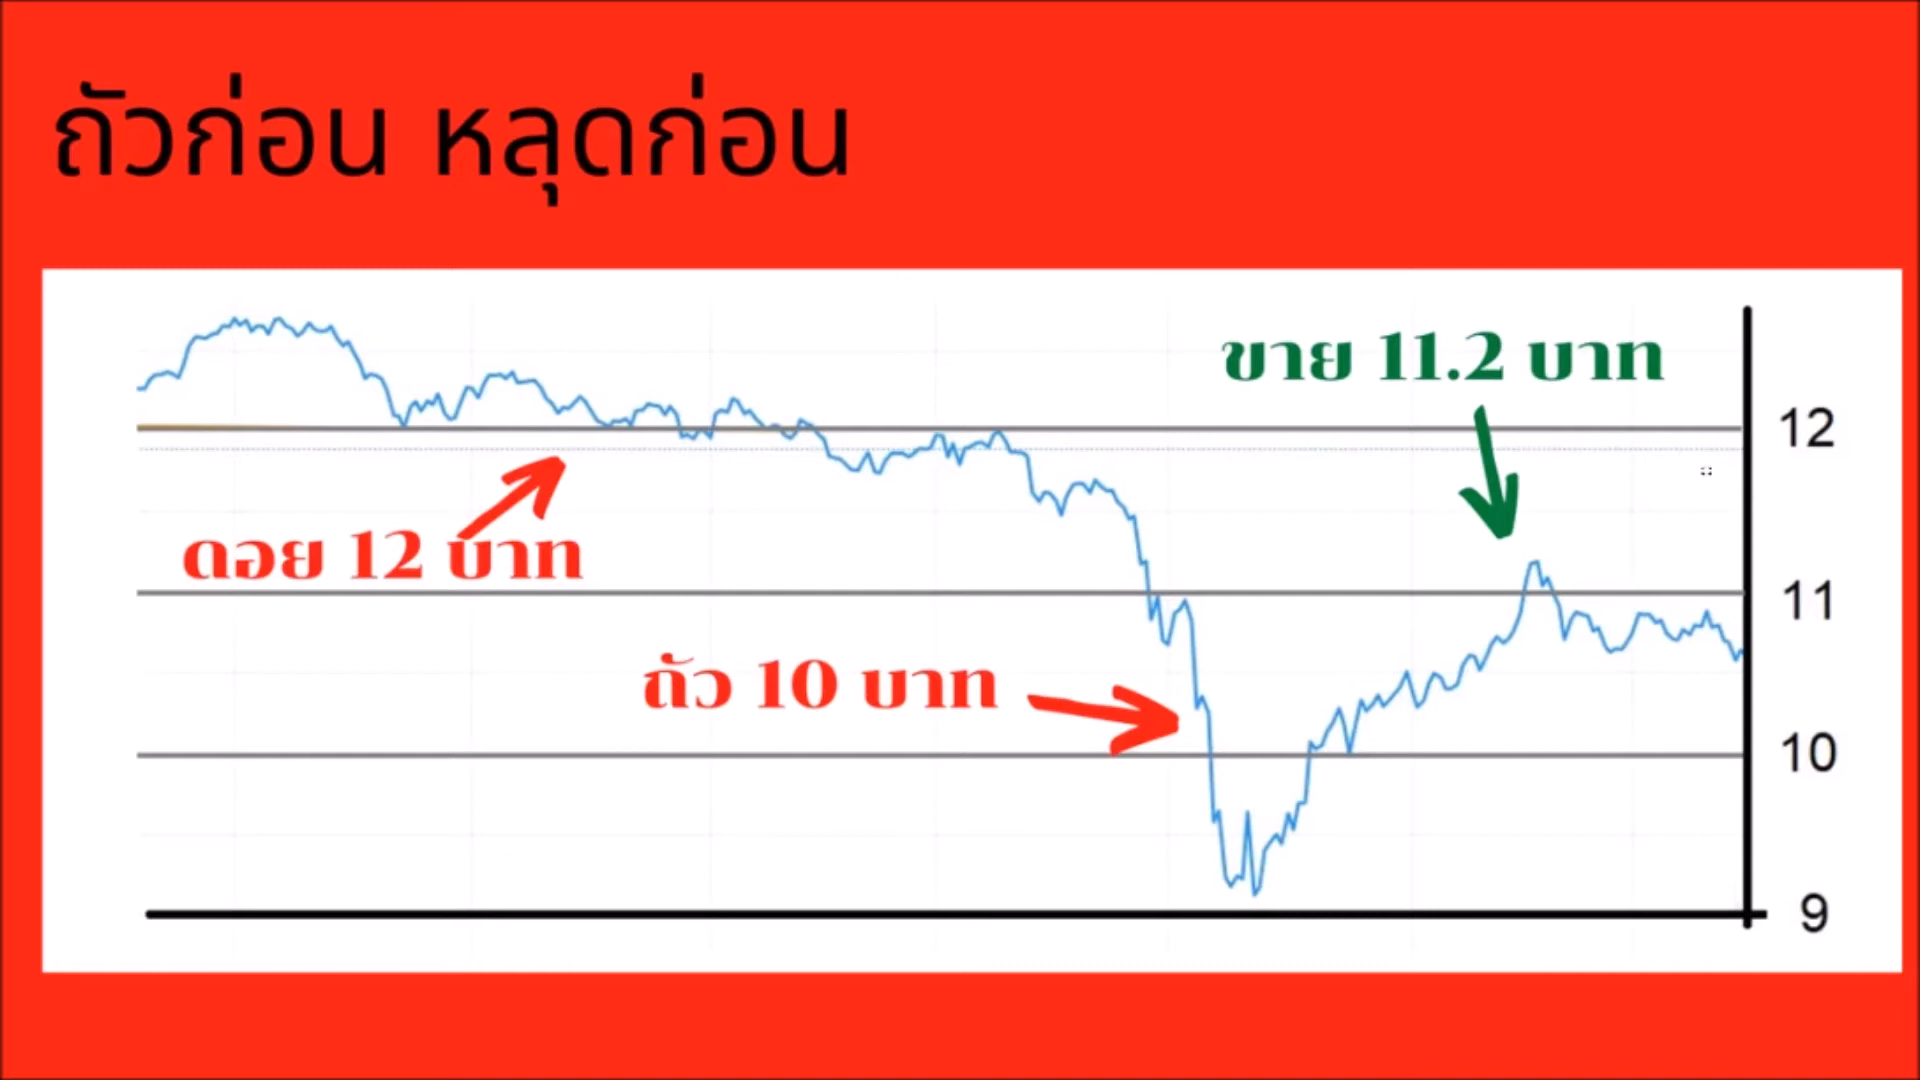 ถัวก่อน หลุดก่อน
ขาย 11.2 บาท
12
ดอย 12 บาท
11
ถัว 10 บาท
10
9